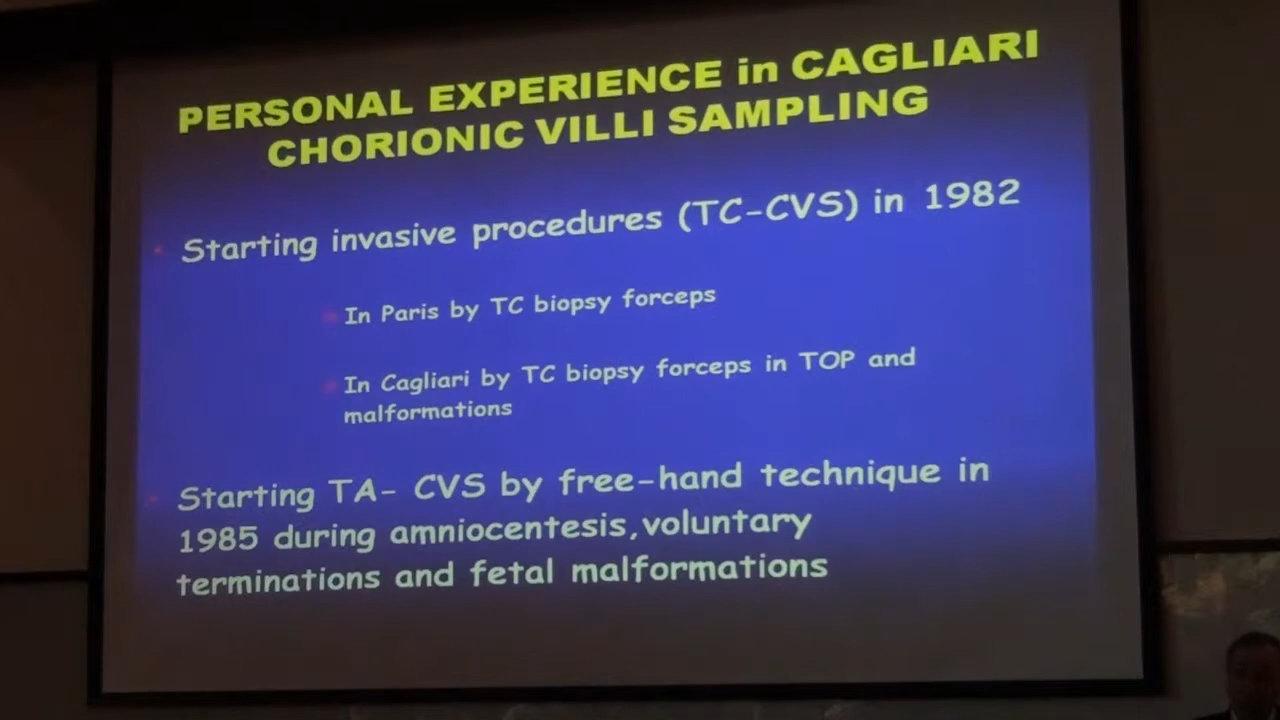 PERSONAL EXPERIENCE in CAGLIARI
CHORIONIC VILLI SAMPLING
Starting invasive procedures (TC-CVS) in 1982
In Paris by TC biopsy forceps
In Cagliari by TC biopsy forceps in TOP and
malformations
Starting TA- CVS by free-hand technique in
1985 during amniocentesis,voluntary
terminations and fetal malformations